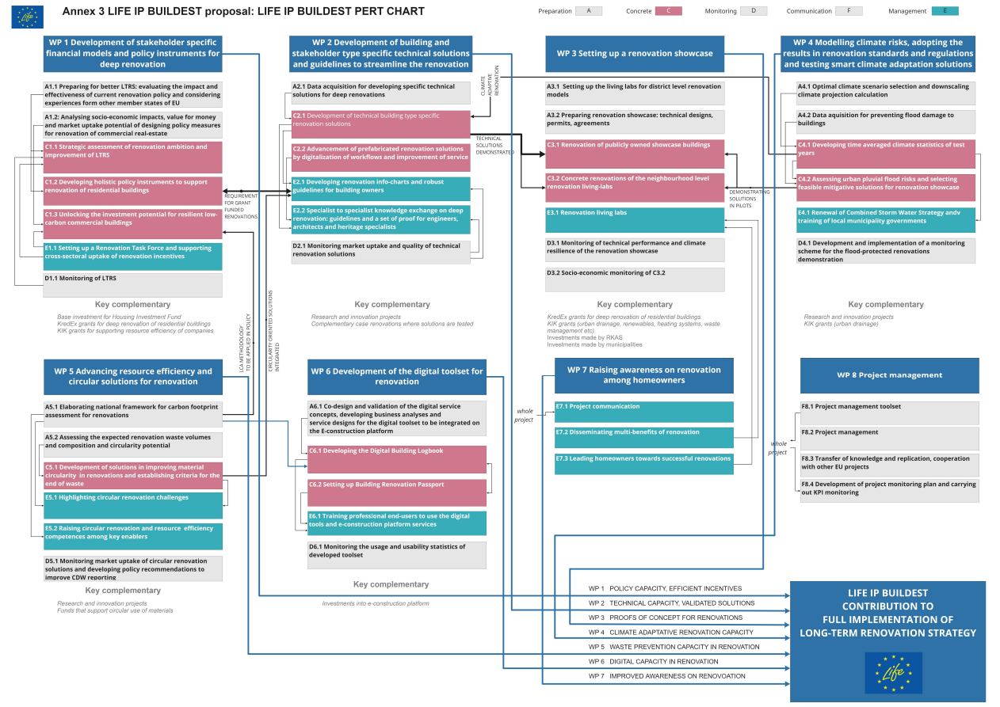 Annex 3 LIFE IP BUILDEST proposal: LIFE IP BUILDEST PERT CHART
Preparation A
Concrete C
Monitoring D
Communication F
Management E
WP 1 Development of stakeholder specific
financial models and policy instruments for
deep renovation
A1.1 Preparing for better LTRS: evaluating the impact and
effectiveness of current renovation policy and considering
experiences form other member states of EU
A1.2: Analysing socio-economic impacts, value for money
and market uptake potential of designing policy measures
for renovation of commercial real-estate
C1.1 Strategic assessment of renovation ambition and
improvement of LTRS
C1.2 Developing holistic policy instruments to support
renovation of residential buildings
C1.3 Unlocking the investment potential for resilient low-
carbon commercial buildings
E1.1 Setting up a Renovation Task Force and supporting
cross-sectoral uptake of renovation incentives
D1.1 Monitoring of LTRS
Key complementary
Base investment for Housing Investment Fund
KredEx grants for deep renovation of residential buildings
KIK grants for supporting resource efficiency of companies
REQUIREMENT
FOR GRANT
FUNDED
RENOVATIONS
LCA METHODOLOGY
TO BE APPLIED IN POLICY
CIRCULARITY ORIENTED SOLUTIONS
INTEGRATED
WP 2 Development of building and
stakeholder type specific technical solutions
and guidelines to streamline the renovation
A2.1 Data acquisition for developing specific technical
solutions for deep renovations
C2.1 Development of technical building type specific
renovation solutions
C2.2 Advancement of prefabricated renovation solutions
by digitalization of workflows and improvement of service
E2.1 Developing renovation info-charts and robust
guidelines for building owners
E2.2 Specialist to specialist knowledge exchange on deep
renovation: guidelines and a set of proof for engineers,
architects and heritage specialists
D2.1 Monitoring market uptake and quality of technical
renovation solutions
Key complementary
Research and innovation projects
Complementary case renovations where solutions are tested
CLIMATE
ADAPTIVE
RENOVATION
TECHNICAL
SOLUTIONS
DEMONSTRATED
WP 3 Setting up a renovation showcase
A3.1 Setting up the living labs for district level renovation
models
A3.2 Preparing renovation showcase: technical designs,
permits, agreements
C3.1 Renovation of publicly owned showcase buildings
C3.2 Concrete renovations of the neighbourhood level
renovation living-labs
E3.1 Renovation living labs
D3.1 Monitoring of technical performance and climate
resilience of the renovation showcase
D3.2 Socio-economic monitoring of C3.2
Key complementary
KredEx grants for deep renovation of residential buildings
KIK grants (urban drainage, renewables, heating systems, waste
management etc)
Investments made by RKAS
Investments made by municipalities
DEMONSTRATING
SOLUTIONS
IN PILOTS
WP 4 Modelling climate risks, adopting the
results in renovation standards and regulations
and testing smart climate adaptation solutions
A4.1 Optimal climate scenario selection and downscaling
climate projection calculation
A4.2 Data aquisition for preventing flood damage to
buildings
C4.1 Developing time averaged climate statistics of test
years
C4.2 Assessing urban pluvial flood risks and selecting
feasible mitigative solutions for renovation showcase
E4.1 Renewal of Combined Storm Water Strategy andv
training of local municipality governments
D4.1 Development and implementation of a monitoring
scheme for the flood-protected renovations
demonstration
Key complementary
Research and innovation projects
KIK grants (urban drainage)
WP 5 Advancing resource efficiency and
circular solutions for renovation
A5.1 Elaborating national framework for carbon footprint
assessment for renovations
A5.2 Assessing the expected renovation waste volumes
and composition and circularity potential
C5.1 Development of solutions in improving material
circularity in renovations and establishing criteria for the
end of waste
E5.1 Highlighting circular renovation challenges
E5.2 Raising circular renovation and resource efficiency
competences among key enablers
D5.1 Monitoring market uptake of circular renovation
solutions and developing policy recommendations to
improve CDW reporting
Key complementary
Research and innovation projects
Funds that support circular use of materials
WP 6 Development of the digital toolset for
renovation
A6.1 Co-design and validation of the digital service
concepts, developing business analyses and
service designs for the digital toolset to be integrated on
the E-construction platform
C6.1 Developing the Digital Building Logbook
C6.2 Setting up Building Renovation Passport
E6.1 Training professional end-users to use the digital
tools and e-construction platform services
D6.1 Monitoring the usage and usability statistics of
developed toolset
Key complementary
Investments into e-construction platform
WP 7 Raising awareness on renovation
among homeowners
whole
project
E7.1 Project communication
E7.2 Disseminating multi-benefits of renovation
E7.3 Leading homeowners towards successful renovations
WP 8 Project management
whole
project
F8.1 Project management toolset
F8.2 Project management
F8.3 Transfer of knowledge and replication, cooperation
with other EU projects
F8.4 Development of project monitoring plan and carrying
out KPI monitoring
WP 1 POLICY CAPACITY, EFFICIENT INCENTIVES
WP 2 TECHNICAL CAPACITY, VALIDATED SOLUTIONS
WP 3 PROOFS OF CONCEPT FOR RENOVATIONS
WP 4 CLIMATE ADAPTATIVE RENOVATION CAPACITY
WP 5 WASTE PREVENTION CAPACITY IN RENOVATION
WP 6 DIGITAL CAPACITY IN RENOVATION
WP 7 IMPROVED AWARENESS ON RENOVOATION
LIFE IP BUILDEST
CONTRIBUTION TO
FULL IMPLEMENTATION OF
LONG-TERM RENOVATION STRATEGY
Life